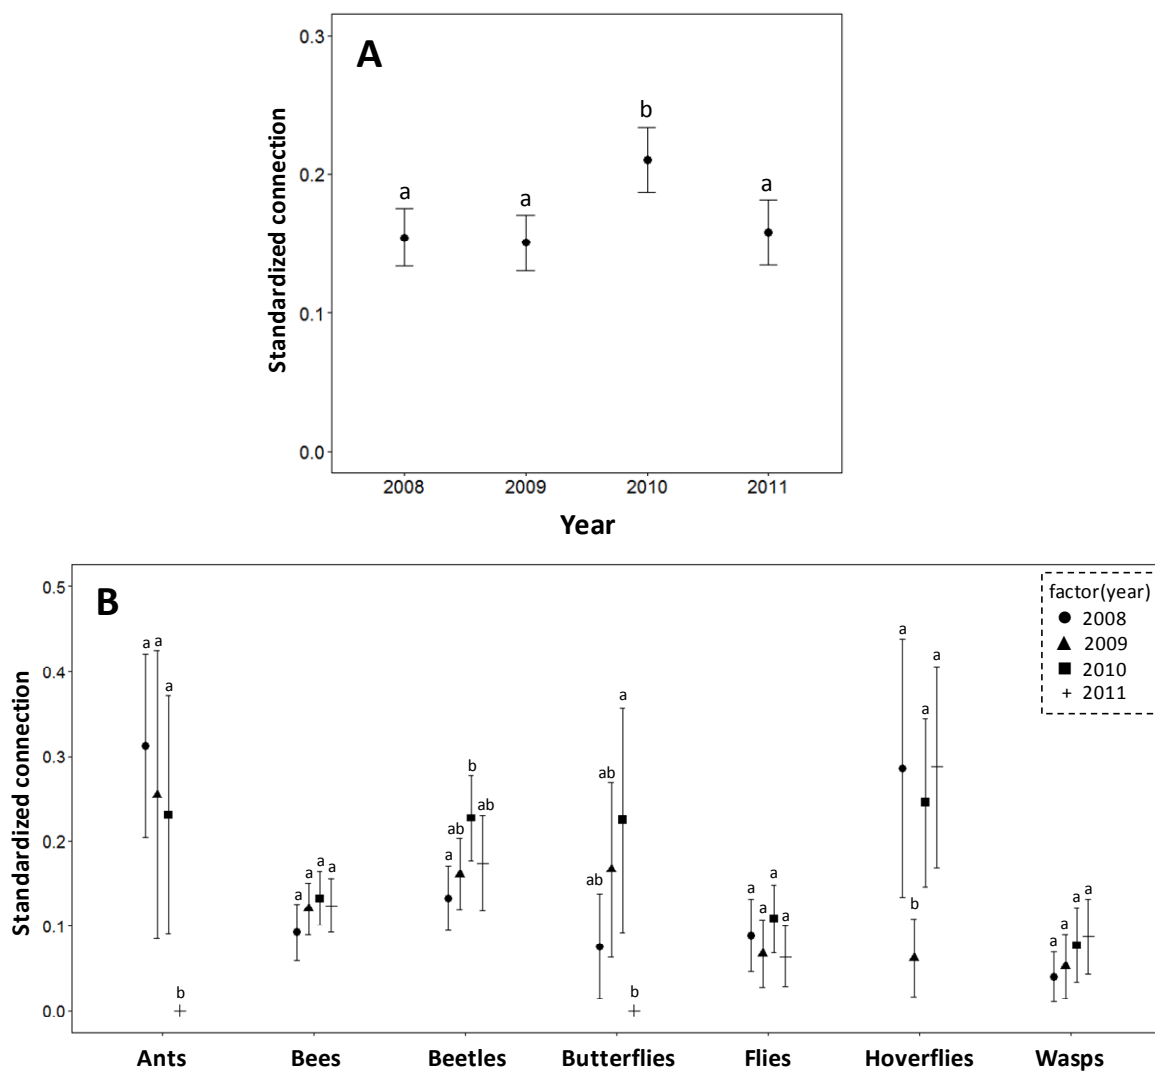 A
0.3
0.2
0.1
0.0
Standardized connection
a
a
b
a
2008
2009
2010
2011
Year
B
0.5
0.4
0.3
0.2
0.1
0.0
Standardized connection
a a a b
a a a a
a ab b ab
ab ab a b
a a a a
a b a a
a a a a
factor(year)
2008
2009
2010
2011
Ants Bees Beetles Butterflies Flies Hoverflies Wasps